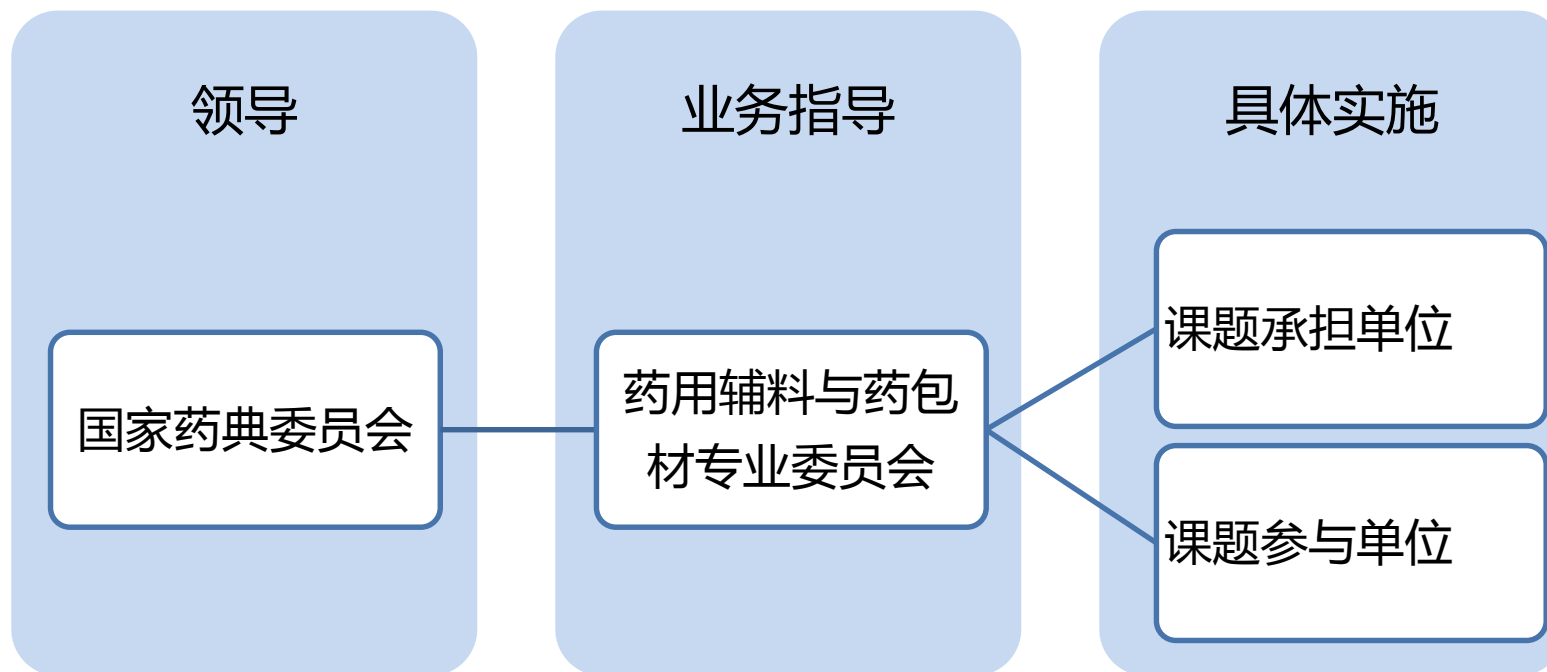 领导
业务指导
具体实施
国家药典委员会
药用辅料与药包
材专业委员会
课题承担单位
课题参与单位